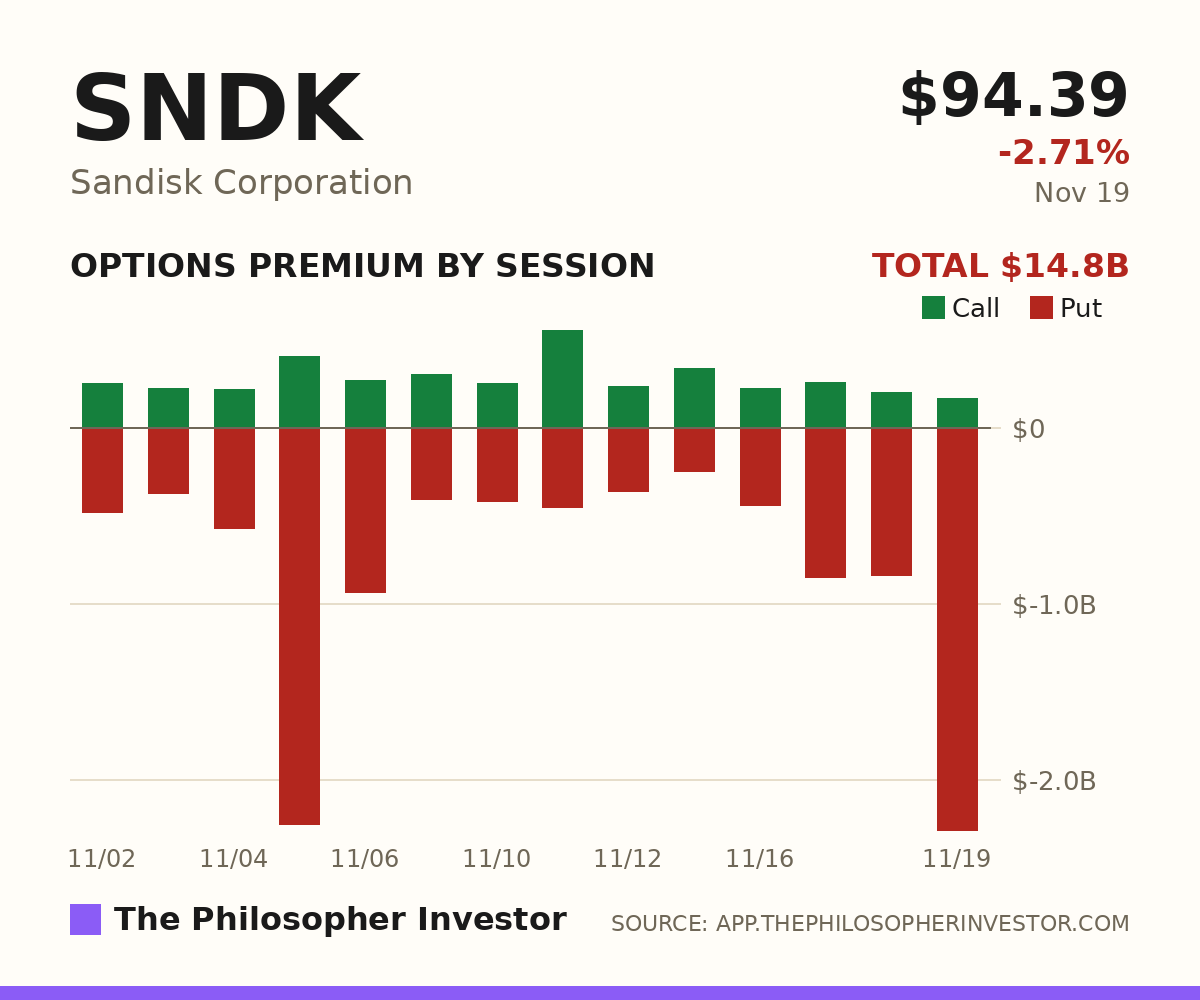 SNDK
$94.39
-2.71%
Sandisk Corporation
Nov 19
OPTIONS PREMIUM BY SESSION
TOTAL $14.8B
Call
Put
$0
$-1.0B
$-2.0B
11/02 11/04 11/06 11/10 11/12 11/16 11/19
The Philosopher Investor
SOURCE: APP.THEPHILOSOPHERINVESTOR.COM